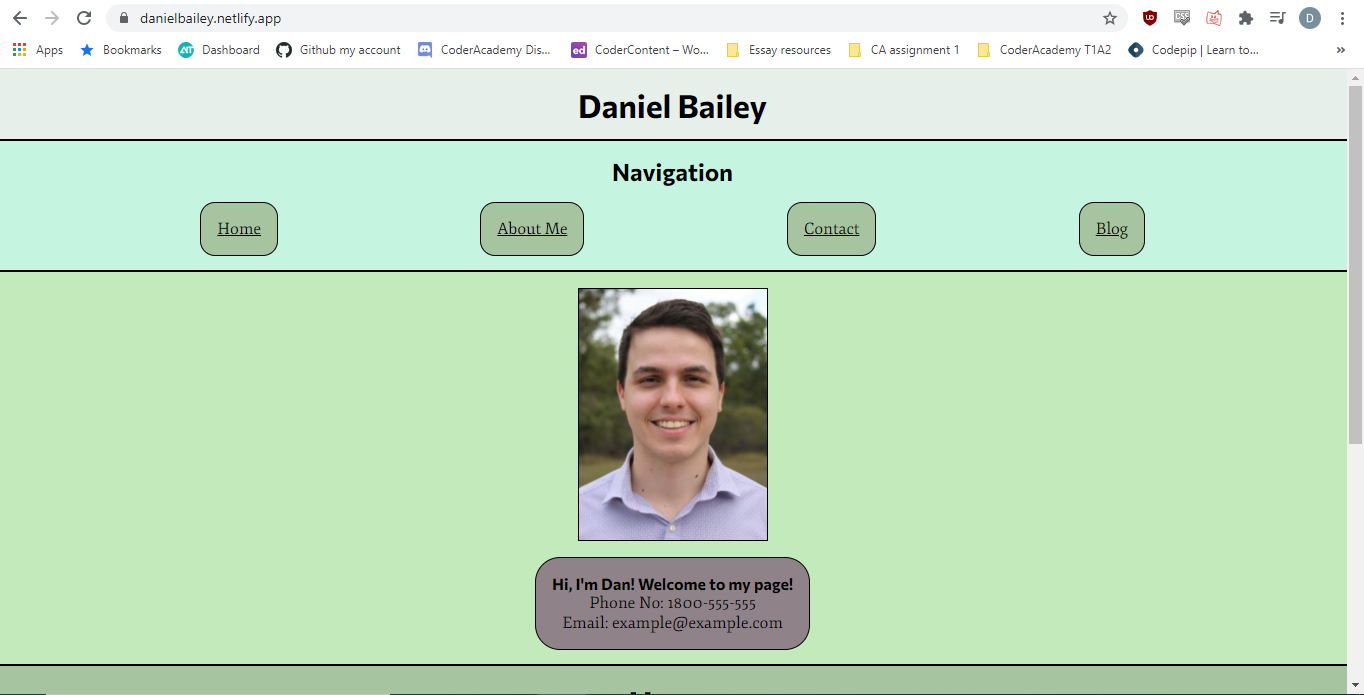 danielbailey.netlify.app
D
Apps Bookmarks Dashboard Github my account CoderAcademy Dis... ed CoderContent – Wo... Essay resources CA assignment 1 CoderAcademy T1A2 Codepip | Learn to... »
Daniel Bailey
Navigation
Home About Me Contact Blog
Hi, I'm Dan! Welcome to my page!
Phone No: 1800-555-555
Email: example@example.com